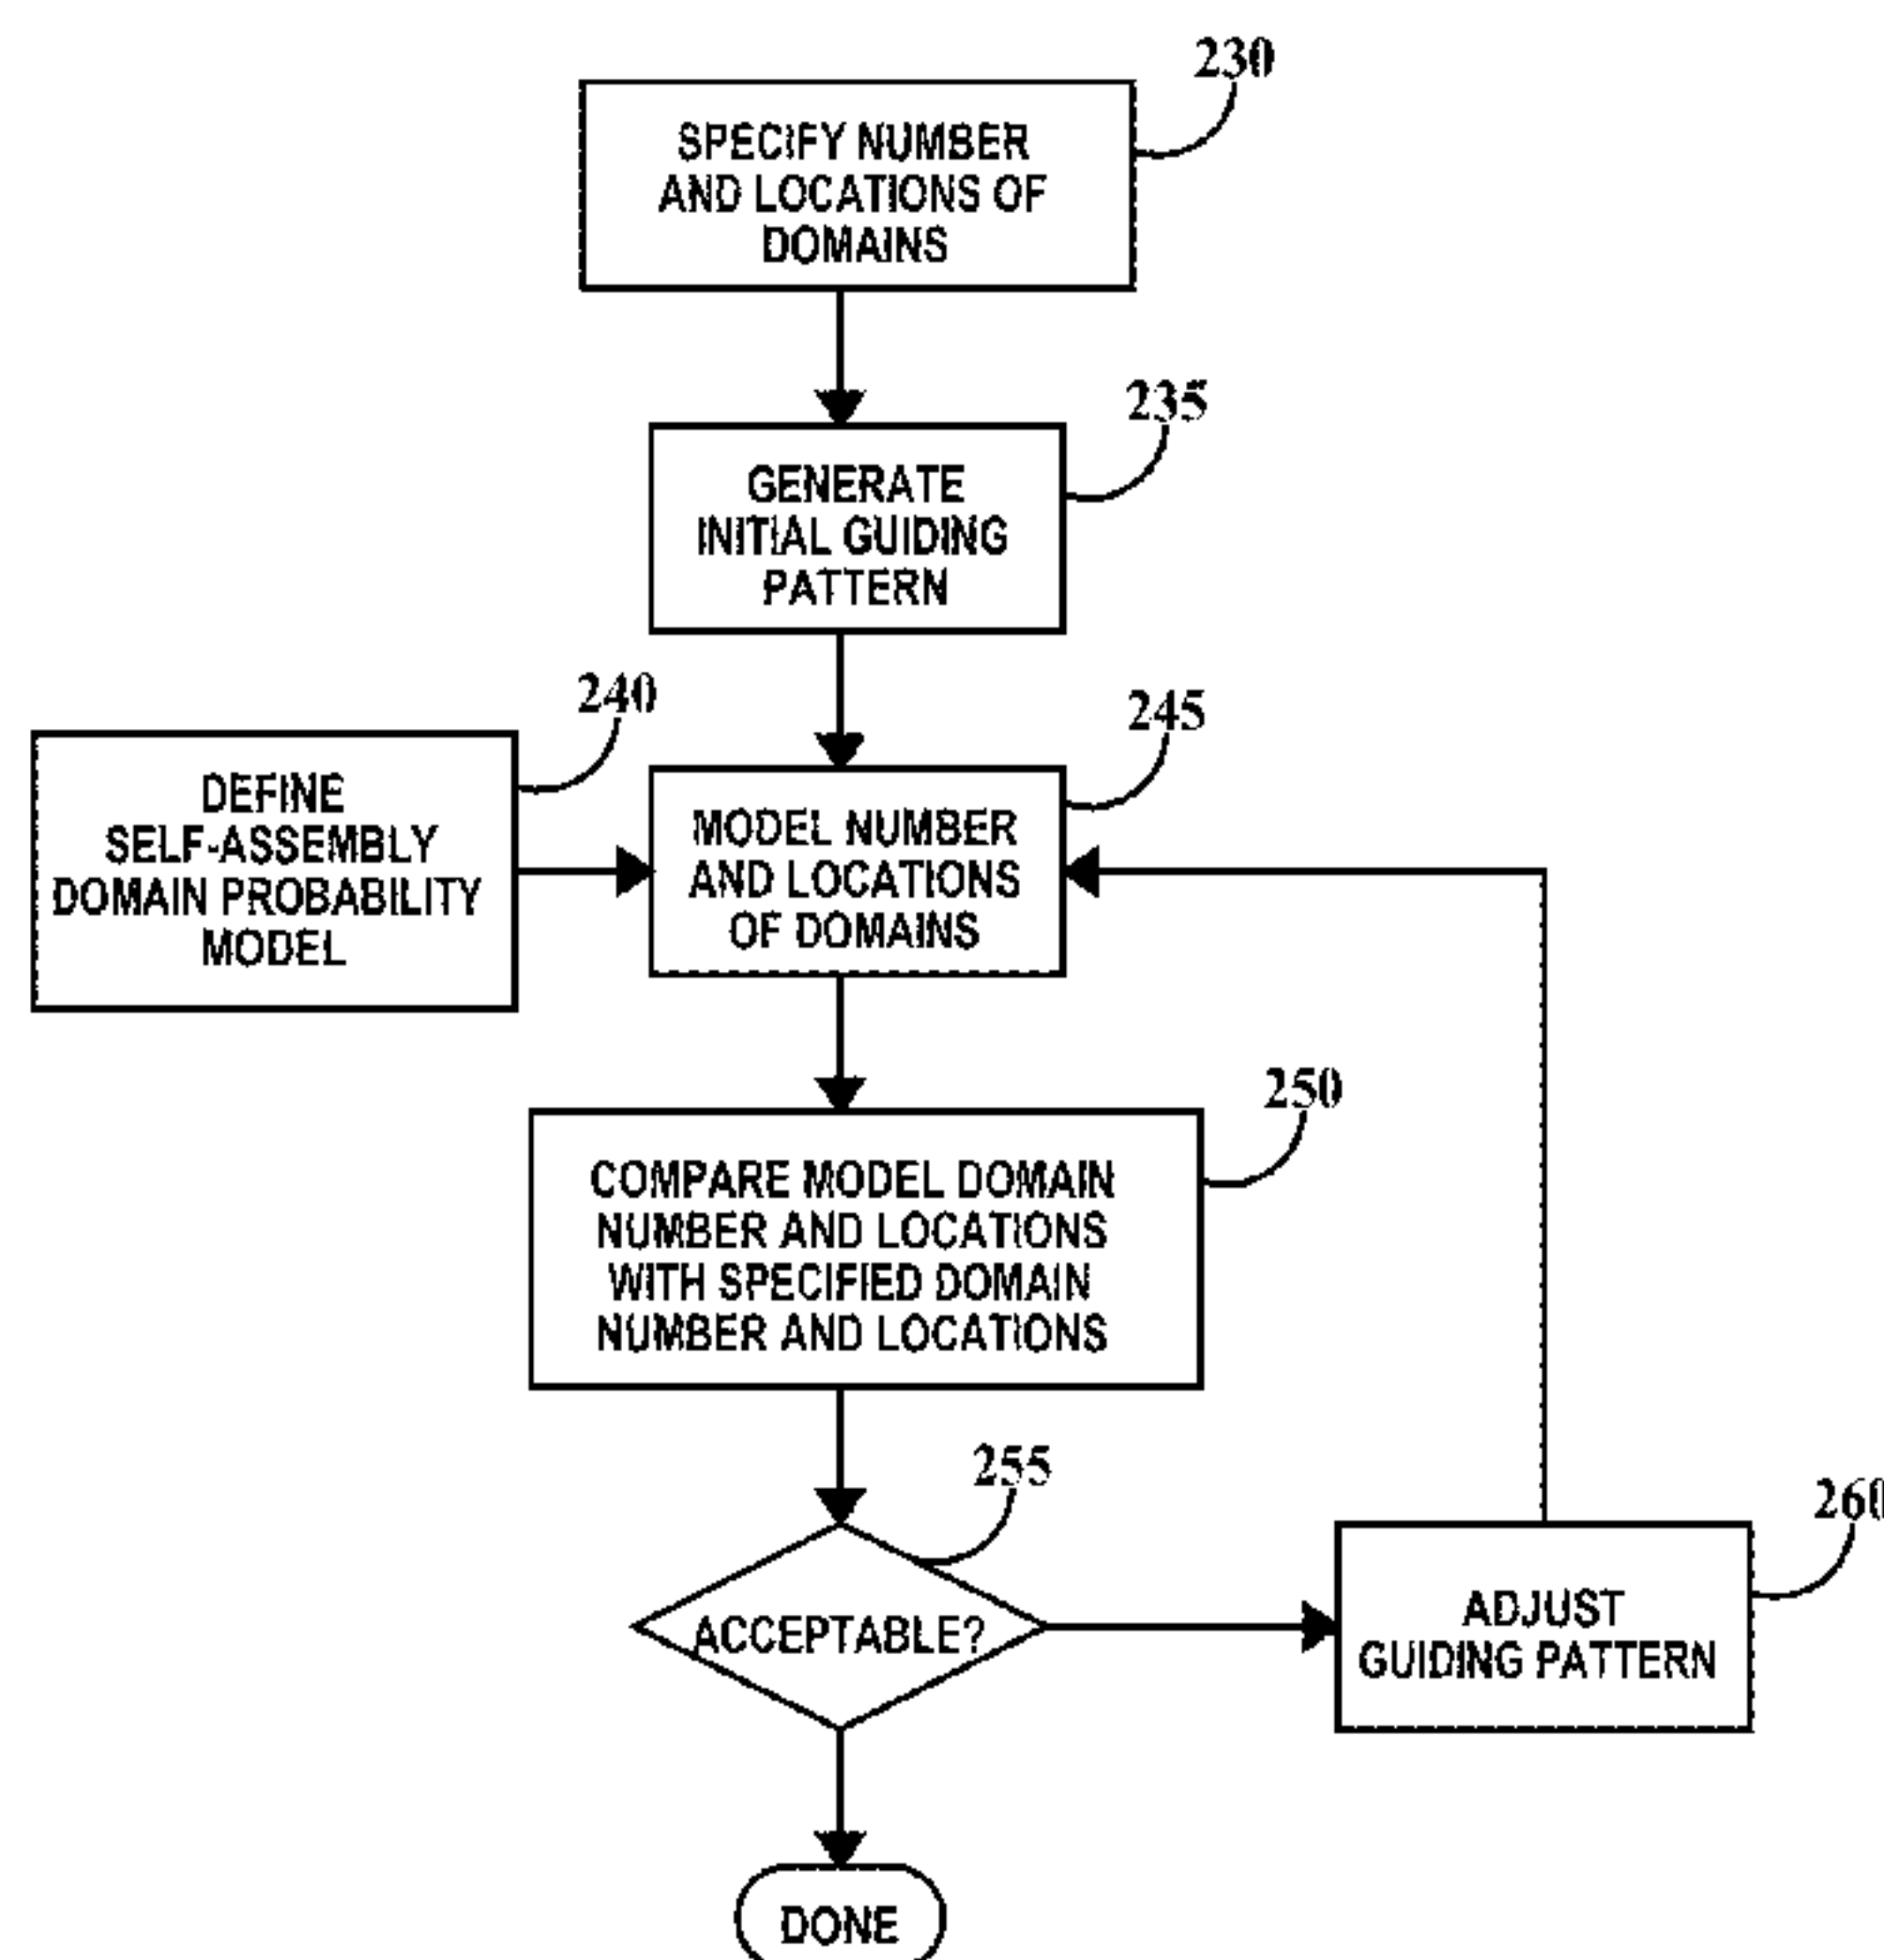 230
SPECIFY NUMBER
AND LOCATIONS OF
DOMAINS
235
GENERATE
INITIAL GUIDING
PATTERN
240
DEFINE
SELF-ASSEMBLY
DOMAIN PROBABILITY
MODEL
245
MODEL NUMBER
AND LOCATIONS
OF DOMAINS
250
COMPARE MODEL DOMAIN
NUMBER AND LOCATIONS
WITH SPECIFIED DOMAIN
NUMBER AND LOCATIONS
255
ACCEPTABLE?
260
ADJUST
GUIDING PATTERN
DONE